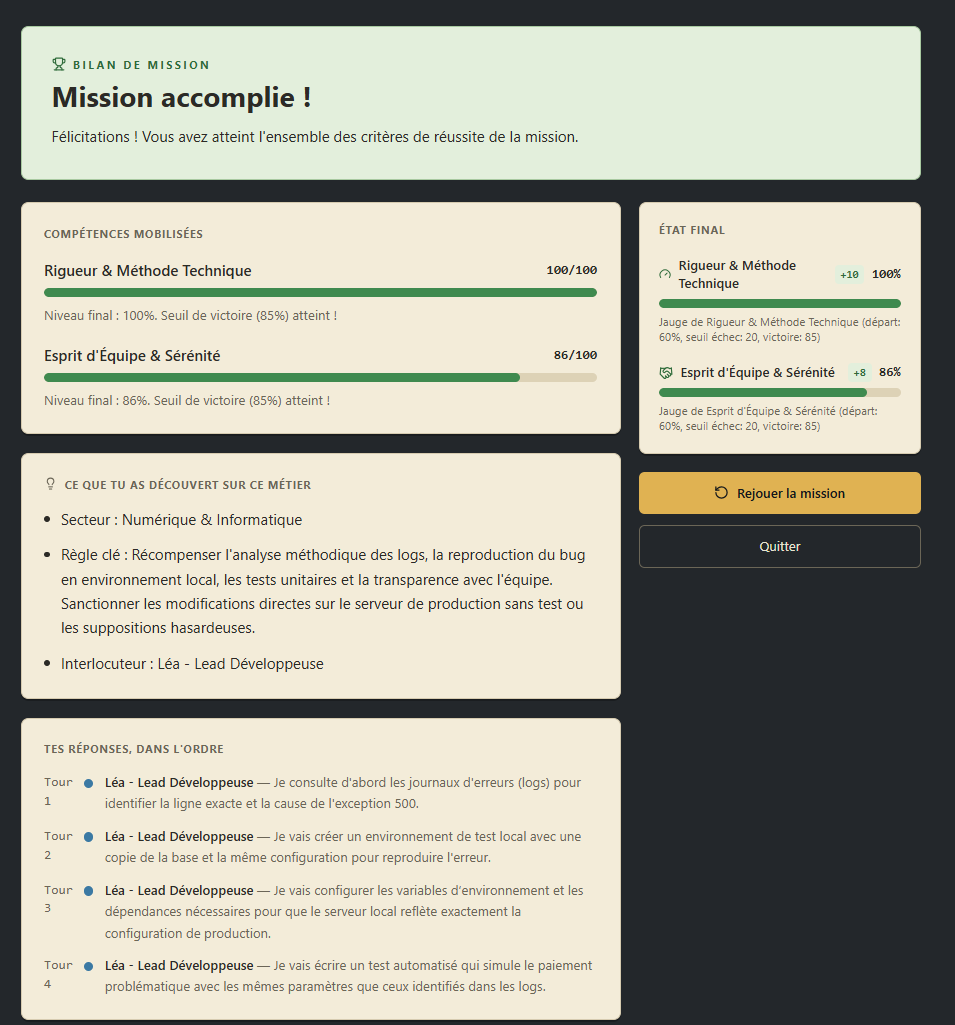 BILAN DE MISSION
Mission accomplie !
Félicitations ! Vous avez atteint l'ensemble des critères de réussite de la mission.
COMPÉTENCES MOBILISÉES
Rigueur & Méthode Technique 100/100
Niveau final : 100%. Seuil de victoire (85%) atteint !
Esprit d'Équipe & Sérénité 86/100
Niveau final : 86%. Seuil de victoire (85%) atteint !
CE QUE TU AS DÉCOUVERT SUR CE MÉTIER
• Secteur : Numérique & Informatique
• Règle clé : Récompenser l'analyse méthodique des logs, la reproduction du bug
en environnement local, les tests unitaires et la transparence avec l'équipe.
Sanctionner les modifications directes sur le serveur de production sans test ou
les suppositions hasardeuses.
• Interlocuteur : Léa - Lead Développeuse
TES RÉPONSES, DANS L'ORDRE
Tour 1
Léa - Lead Développeuse — Je consulte d'abord les journaux d'erreurs (logs) pour
identifier la ligne exacte et la cause de l'exception 500.
Tour 2
Léa - Lead Développeuse — Je vais créer un environnement de test local avec une
copie de la base et la même configuration pour reproduire l'erreur.
Tour 3
Léa - Lead Développeuse — Je vais configurer les variables d'environnement et les
dépendances nécessaires pour que le serveur local reflète exactement la
configuration de production.
Tour 4
Léa - Lead Développeuse — Je vais écrire un test automatisé qui simule le paiement
problématique avec les mêmes paramètres que ceux identifiés dans les logs.
ÉTAT FINAL
Rigueur & Méthode
Technique
+10 100%
Jauge de Rigueur & Méthode Technique (départ:
60%, seuil échec: 20, victoire: 85)
Esprit d'Équipe & Sérénité +8 86%
Jauge de Esprit d'Équipe & Sérénité (départ:
60%, seuil échec: 20, victoire: 85)
Rejouer la mission
Quitter